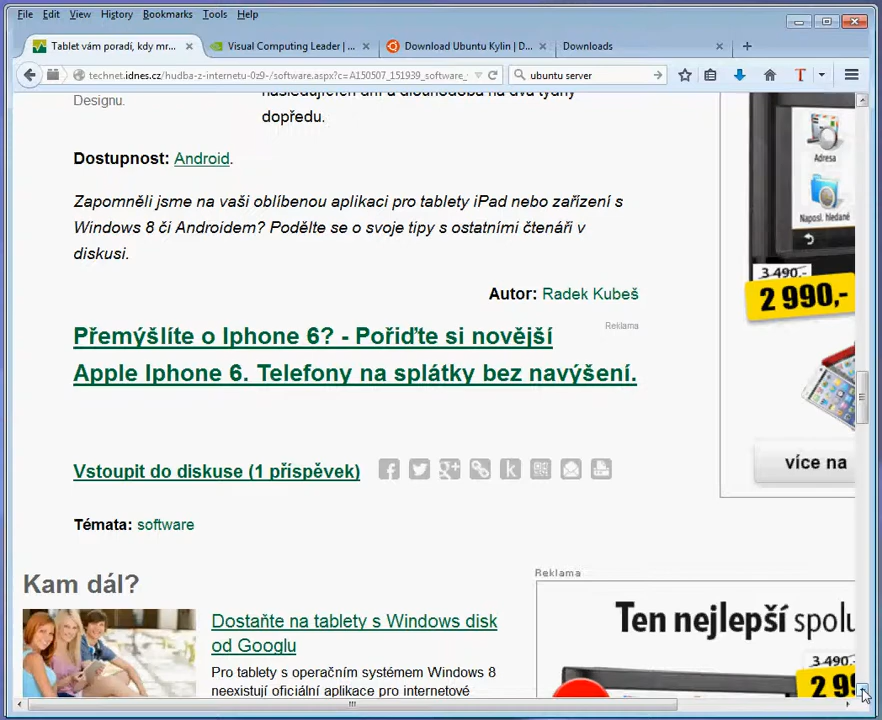 File Edit View History Bookmarks Tools Help
Tablet vám poradí, kdy mr...
Visual Computing Leader | ...
Download Ubuntu Kylin | D...
Downloads
technet.idnes.cz/hudba-z-internetu-0z9-/software.aspx?c=A150507_151939_software_
ubuntu server
Designu.
následujících dní a dlouhodobá na dva týdny
dopředu.
Dostupnost: Android.
Zapomněli jsme na vaši oblíbenou aplikaci pro tablety iPad nebo zařízení s
Windows 8 či Androidem? Podělte se o svoje tipy s ostatními čtenáři v
diskusi.
Autor: Radek Kubeš
Reklama
Přemýšlíte o Iphone 6? - Pořiďte si novější
Apple Iphone 6. Telefony na splátky bez navýšení.
Vstoupit do diskuse (1 příspěvek)
Témata: software
Kam dál?
Dostaňte na tablety s Windows disk
od Googlu
Pro tablety s operačním systémem Windows 8
neexistují oficiální aplikace pro internetové
Adresa
Naposl. hledané
3 490,-
2 990,-
více na
Reklama
Ten nejlepší spolu
3 490,-
2 99